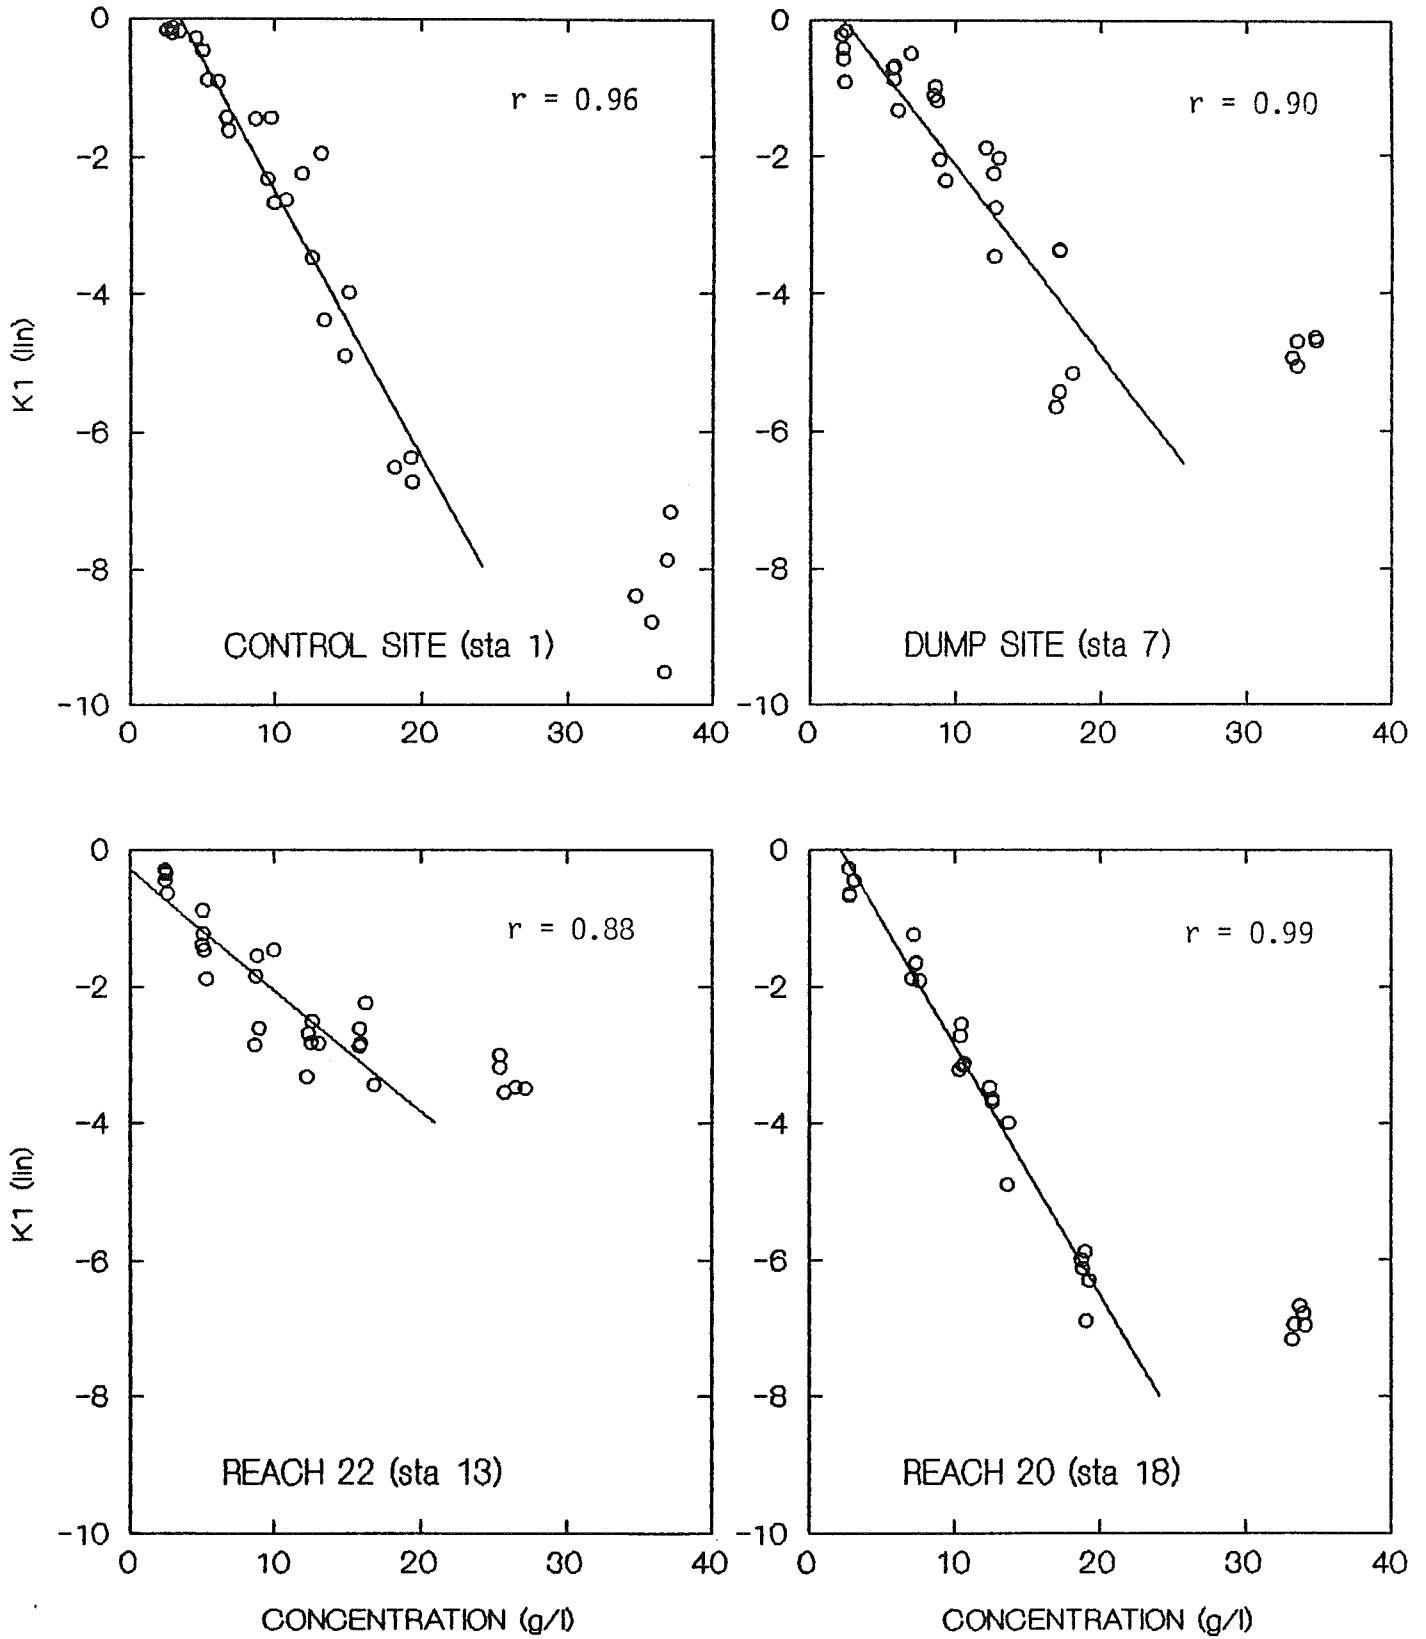 0
-2
-4
-6
-8
-10
K1 (lin)
r = 0.96
CONTROL SITE (sta 1)
0 10 20 30 40
0
-2
-4
-6
-8
-10
r = 0.90
DUMP SITE (sta 7)
0 10 20 30 40
0
-2
-4
-6
-8
-10
K1 (lin)
r = 0.88
REACH 22 (sta 13)
0 10 20 30 40
CONCENTRATION (g/l)
0
-2
-4
-6
-8
-10
r = 0.99
REACH 20 (sta 18)
0 10 20 30 40
CONCENTRATION (g/l)